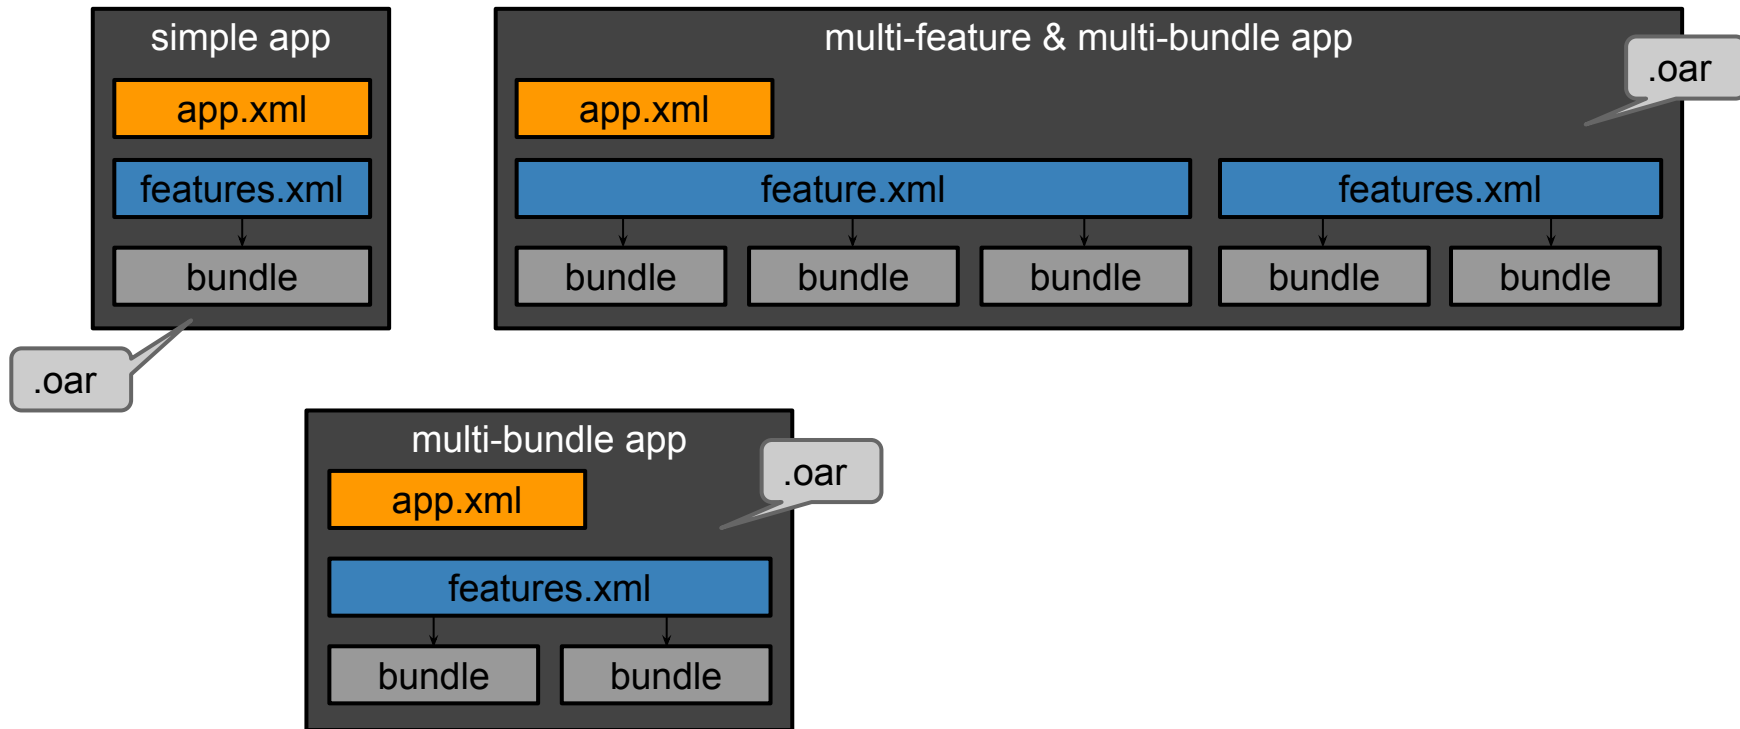 simple app
app.xml
features.xml
bundle
.oar
multi-feature & multi-bundle app
.oar
app.xml
feature.xml
features.xml
bundle
bundle
bundle
bundle
bundle
multi-bundle app
.oar
app.xml
features.xml
bundle
bundle